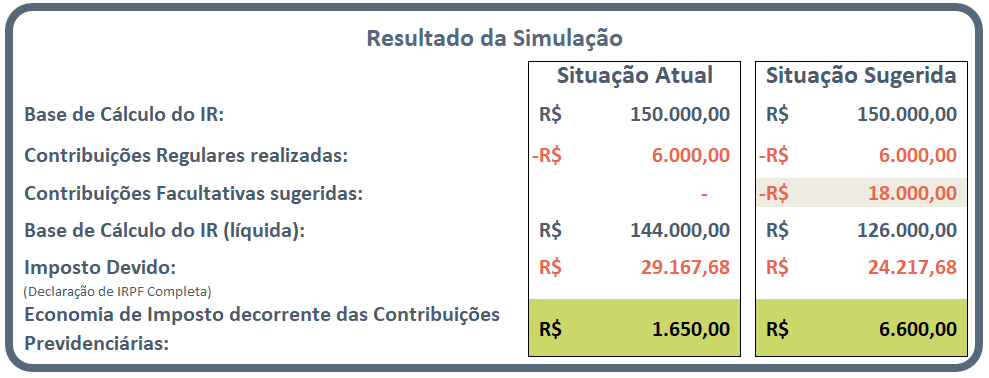 Resultado da Simulação
Situação Atual Situação Sugerida
Base de Cálculo do IR: R$ 150.000,00 R$ 150.000,00
Contribuições Regulares realizadas: -R$ 6.000,00 -R$ 6.000,00
Contribuições Facultativas sugeridas: - -R$ 18.000,00
Base de Cálculo do IR (líquida): R$ 144.000,00 R$ 126.000,00
Imposto Devido: R$ 29.167,68 R$ 24.217,68
(Declaração de IRPF Completa)
Economia de Imposto decorrente das Contribuições
Previdenciárias: R$ 1.650,00 R$ 6.600,00